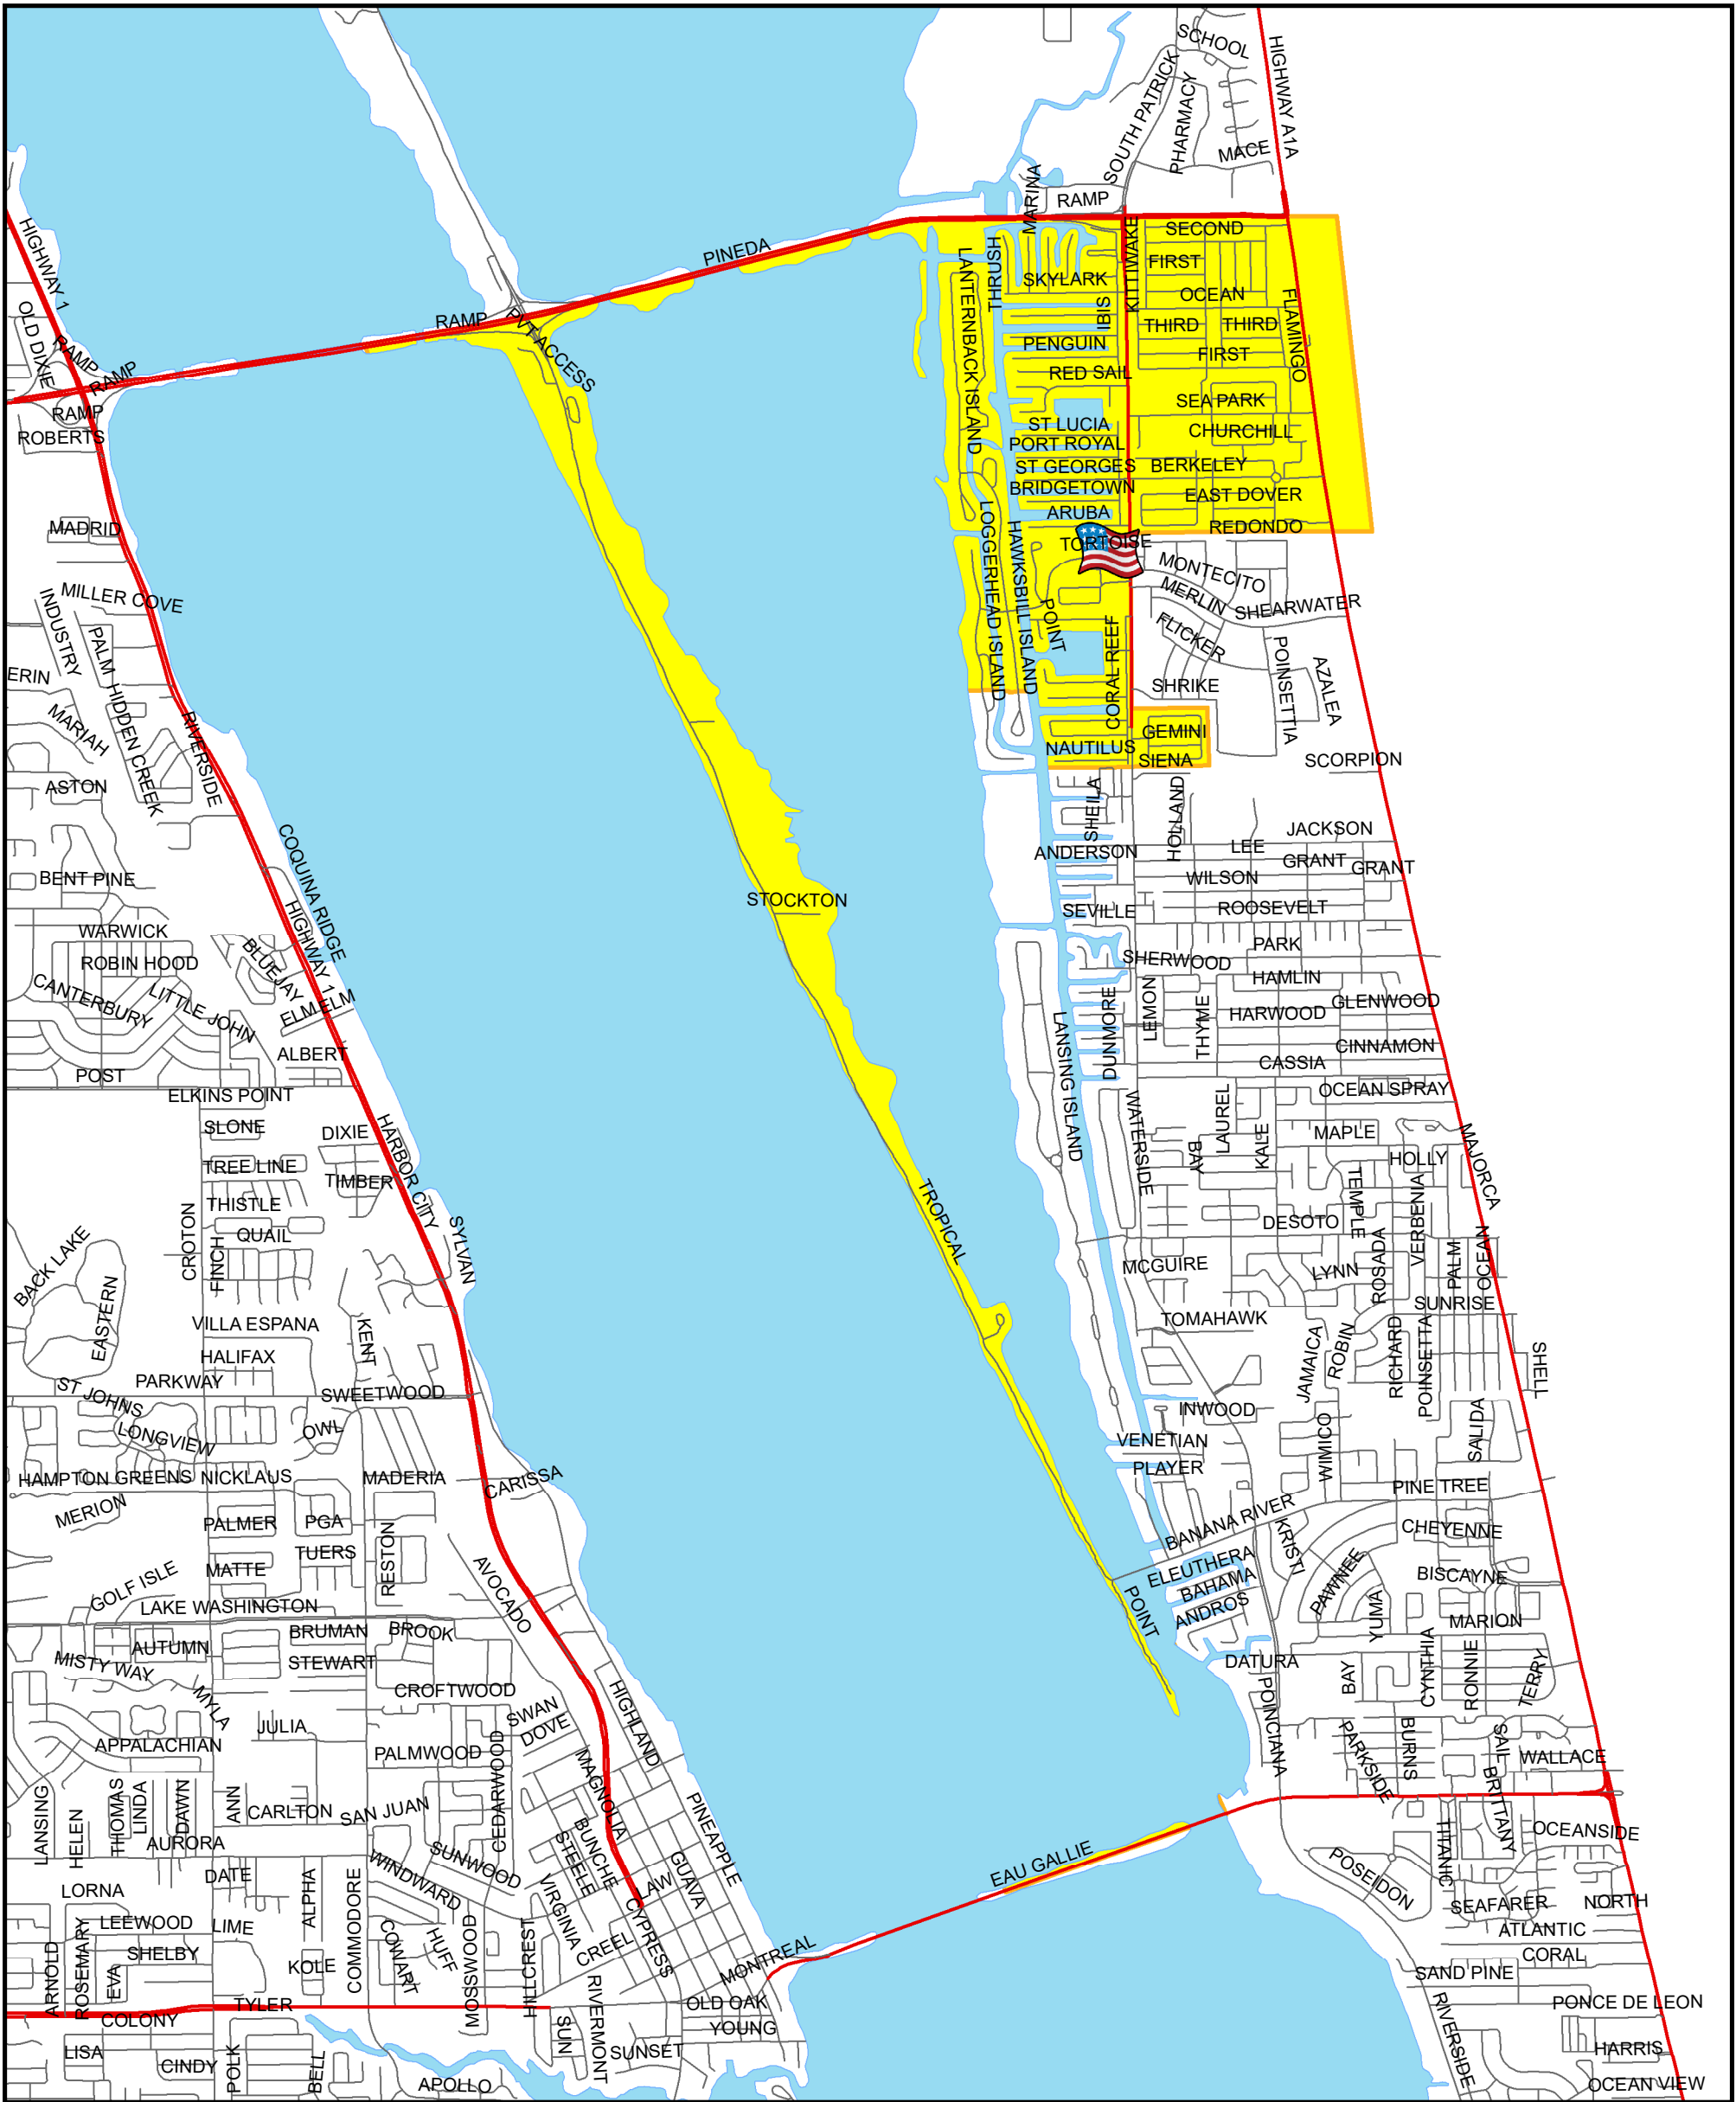 SCHOOL
HIGHWAY A1A
SOUTH PATRICK
PHARMACY
MACE
MARINA
RAMP
HIGHWAY 1
PINEDA
SECOND
KITTIWAKE
THRUSH
LANTERNBACK ISLAND
SKYLARK
FIRST
OCEAN
IBIS
FLAMINGO
OLD DIXIE
RAMP
RAMP
RAMP
PVT ACCESS
THIRD
THIRD
PENGUIN
FIRST
RED SAIL
RAMP
SEA PARK
ROBERTS
ST LUCIA
CHURCHILL
PORT ROYAL
ST GEORGES
BERKELEY
BRIDGETOWN
EAST DOVER
ARUBA
REDONDO
MADRID
LOGGERHEAD ISLAND
HAWKSBILL ISLAND
TORTOISE
MONTECITO
MERLIN
SHEARWATER
MILLER COVE
INDUSTRY
POINT
FLICKER
PALM
CORAL REEF
POINSETTIA
AZALEA
ERIN
HIDDEN CREEK
SHRIKE
MARIAH
RIVERSIDE
GEMINI
NAUTILUS
SIENA
SCORPION
ASTON
SHEILA
HOLLAND
COQUINA RIDGE
JACKSON
ANDERSON
LEE
GRANT
GRANT
BENT PINE
WILSON
STOCKTON
HIGHWAY 1
SEVILLE
ROOSEVELT
WARWICK
BLUEJAY
PARK
ROBIN HOOD
SHERWOOD
HAMLIN
CANTERBURY
LITTLE JOHN
ELM
ELM
LANSING ISLAND
DUNMORE
LEMON
THYME
HARWOOD
GLENWOOD
ALBERT
CINNAMON
CASSIA
POST
ELKINS POINT
OCEAN SPRAY
SLONE
DIXIE
HARBOR CITY
WATERSIDE
LAUREL
KALE
MAPLE
MAJORCA
TREE LINE
BAY
HOLLY
TIMBER
TEMPLE
THISTLE
TROPICAL
VERBENIA
CROTON
FINCH
QUAIL
SYLVAN
DESOTO
BACK LAKE
ROSADA
PALM
OCEAN
MCGUIRE
LYNN
EASTERN
SUNRISE
VILLA ESPANA
KENT
TOMAHAWK
JAMAICA
ROBIN
RICHARD
POINSETTA
SHELL
HALIFAX
PARKWAY
ST JOHNS
SWEETWOOD
INWOOD
OWL
LONGVIEW
VENETIAN
WIMICO
SALIDA
PLAYER
HAMPTON GREENS
NICKLAUS
MADERIA
CARISSA
PINE TREE
MERION
PALMER
PGA
BANANA RIVER
KRISTI
CHEYENNE
TUERS
RESTON
AVOCADO
ELEUTHERA
PAWNEE
MATTE
BISCAYNE
GOLF ISLE
BAHAMA
LAKE WASHINGTON
POINT
ANDROS
YUMA
MARION
BRUMAN
BROOK
AUTUMN
MISTY WAY
STEWART
DATURA
BAY
CYNTHIA
RONNIE
TERRY
CROFTWOOD
MYLA
HIGHLAND
POINCIANA
SWAN
JULIA
DOVE
PARKSIDE
BURNS
SAIL
APPALACHIAN
PALMWOOD
WALLACE
CEDARWOOD
MAGNOLIA
BRITTANY
LANSING
HELEN
THOMAS
LINDA
DAWN
ANN
CARLTON
SAN JUAN
PINEAPPLE
TITANIC
OCEANSIDE
AURORA
BUNCHE
STEELE
EAU GALLIE
SUNWOOD
WINDWARD
GUAVA
POSEIDON
DATE
LAW
LORNA
ALPHA
COMMODORE
VIRGINIA
SEAFARER
NORTH
LEEWOOD
LIME
COWART
HUFF
MOSSWOOD
HILLCREST
CYPRESS
ATLANTIC
SHELBY
CREEL
MONTREAL
CORAL
ARNOLD
ROSEMARY
EVA
KOLE
SAND PINE
RIVERMONT
TYLER
OLD OAK
PONCE DE LEON
COLONY
YOUNG
RIVERSIDE
SUN
LISA
SUNSET
HARRIS
CINDY
POLK
BELL
APOLLO
OCEAN VIEW